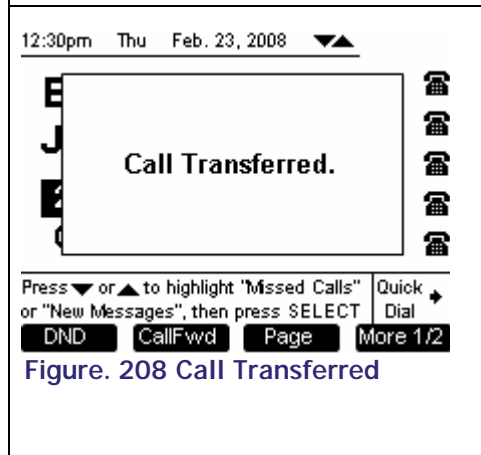 12:30pm Thu Feb. 23, 2008
Call Transferred.
Press or to highlight "Missed Calls"
or "New Messages", then press SELECT
Quick
Dial
DND CallFwd Page More 1/2
Figure. 208 Call Transferred